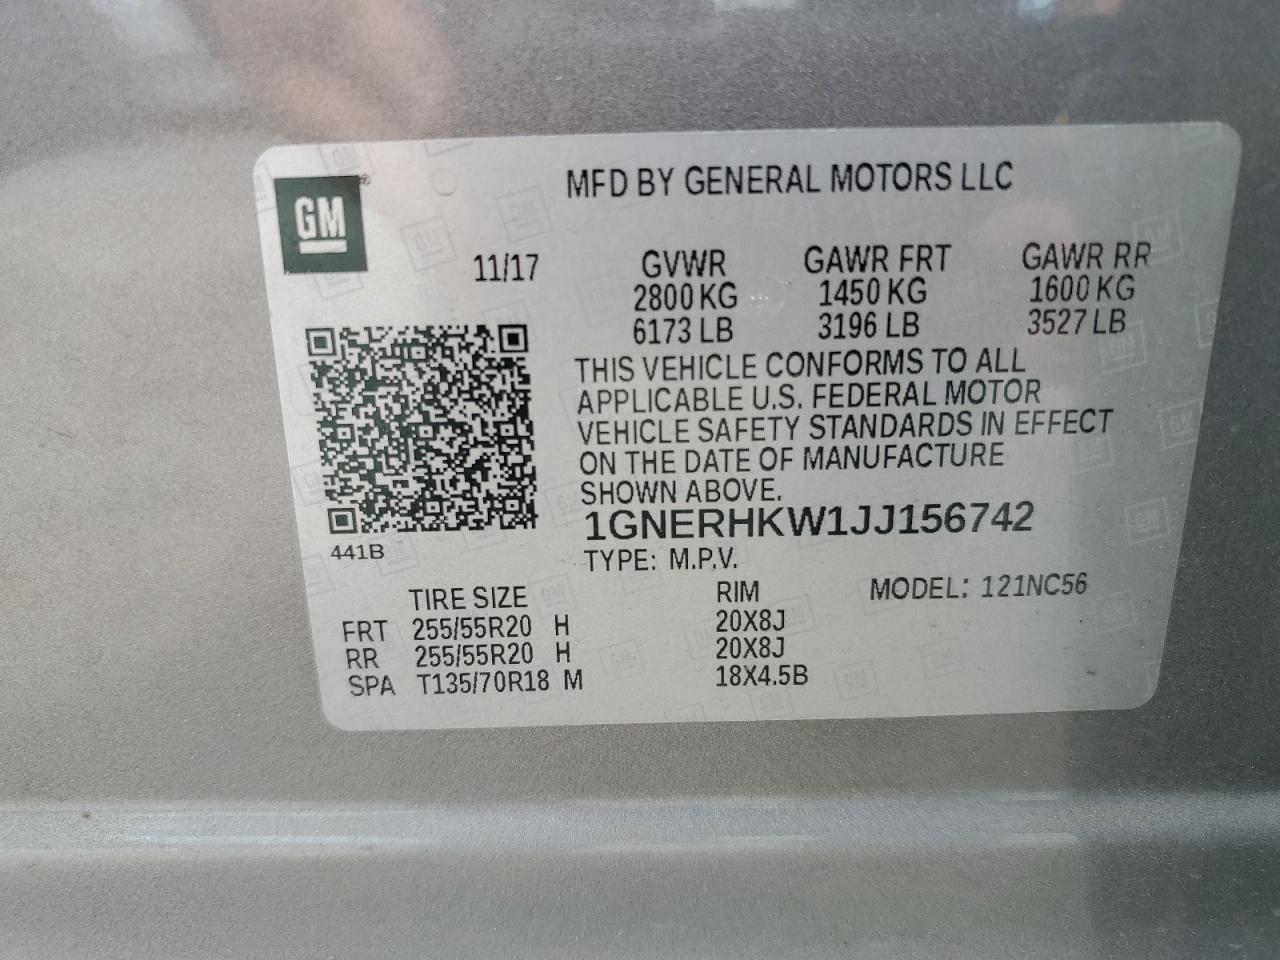 GM
MFD BY GENERAL MOTORS LLC
11/17
GVWR GAWR FRT GAWR RR
2800 KG 1450 KG 1600 KG
6173 LB 3196 LB 3527 LB
THIS VEHICLE CONFORMS TO ALL
APPLICABLE U.S. FEDERAL MOTOR
VEHICLE SAFETY STANDARDS IN EFFECT
ON THE DATE OF MANUFACTURE
SHOWN ABOVE.
1GNERHKW1JJ156742
441B
TYPE: M.P.V.
TIRE SIZE RIM MODEL: 121NC56
FRT 255/55R20 H 20X8J
RR 255/55R20 H 20X8J
SPA T135/70R18 M 18X4.5B